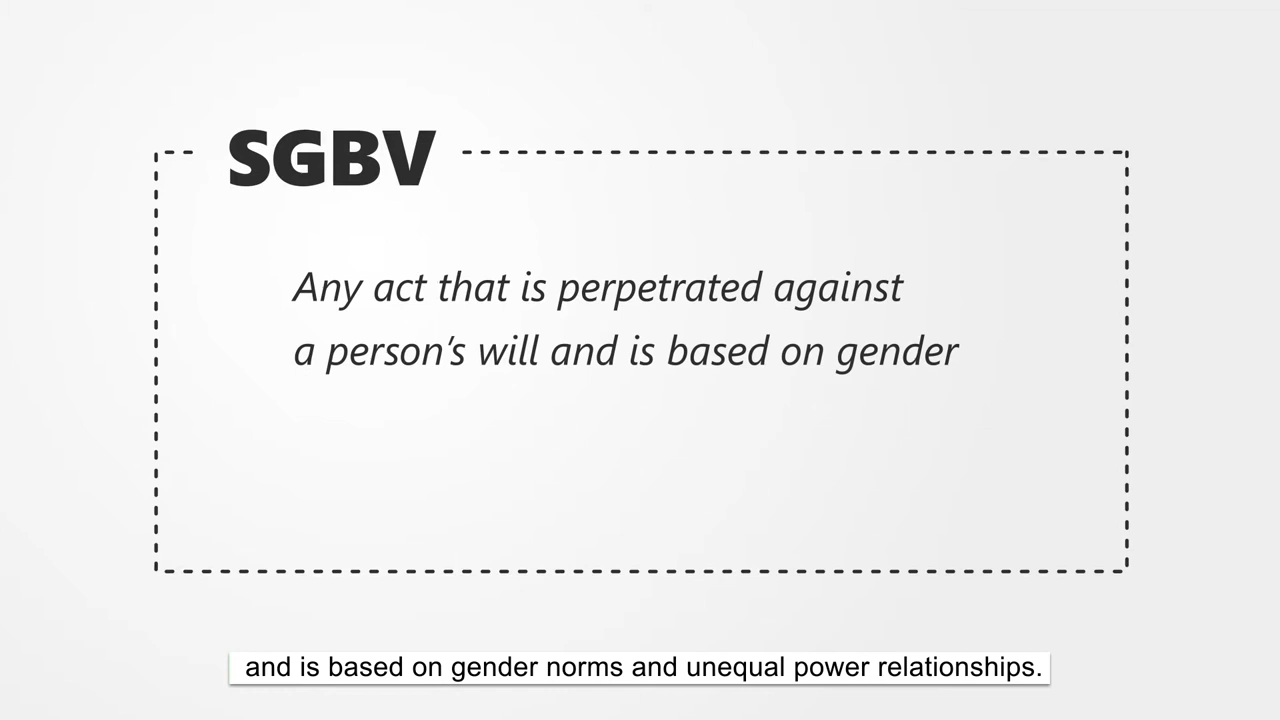 SGBV
Any act that is perpetrated against
a person’s will and is based on gender
and is based on gender norms and unequal power relationships.